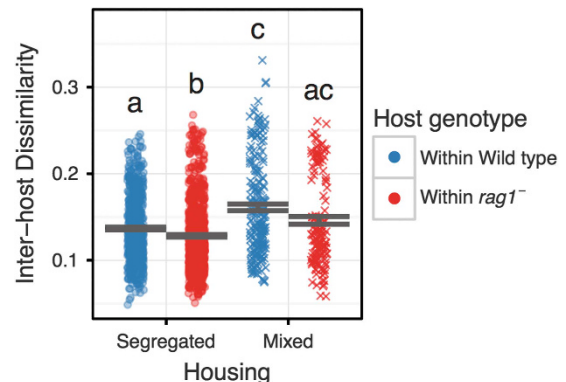 c
a
b
ac
0.3
0.2
0.1
Inter-host Dissimilarity
Segregated
Mixed
Housing
Host genotype
Within Wild type
Within rag1⁻